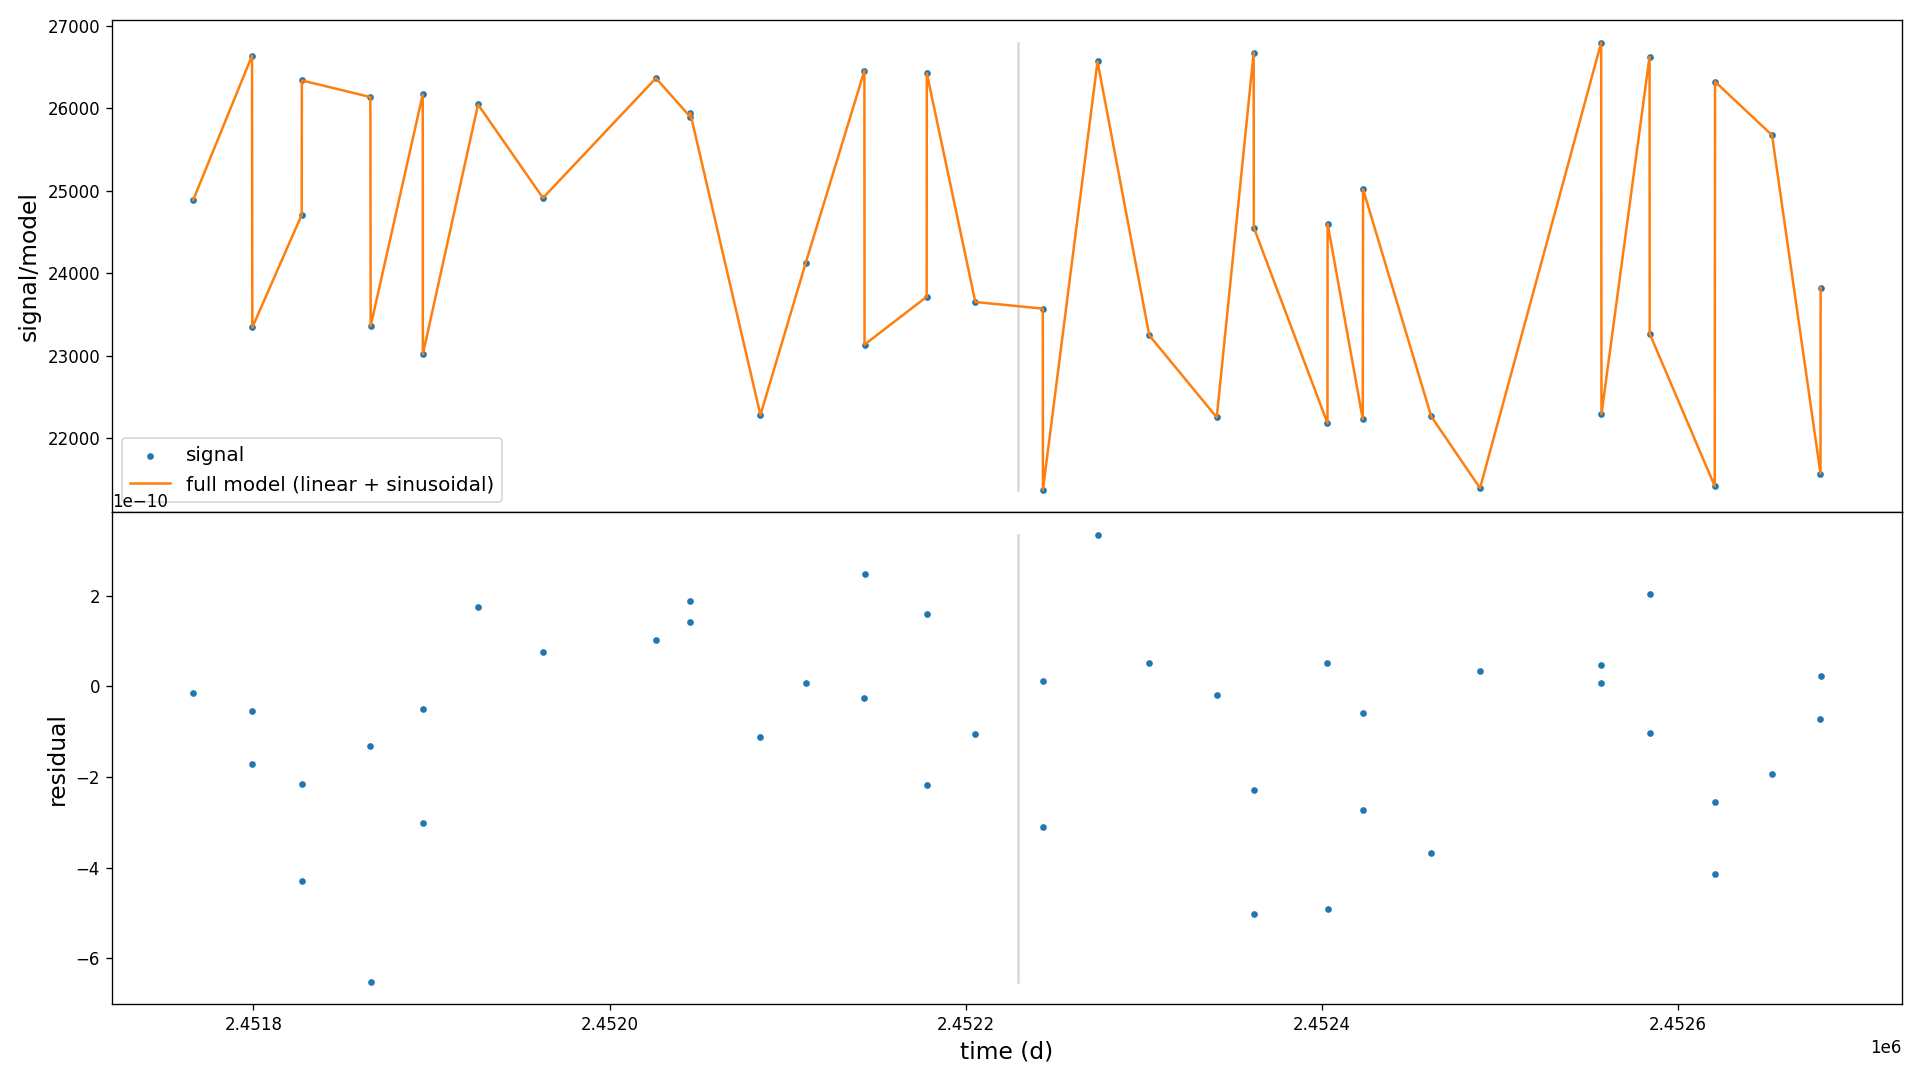 27000
26000
25000
24000
23000
22000
signal/model
signal
full model (linear + sinusoidal)
1e−10
2
0
−2
−4
−6
residual
2.4518
2.4520
2.4522
2.4524
2.4526
time (d)
1e6